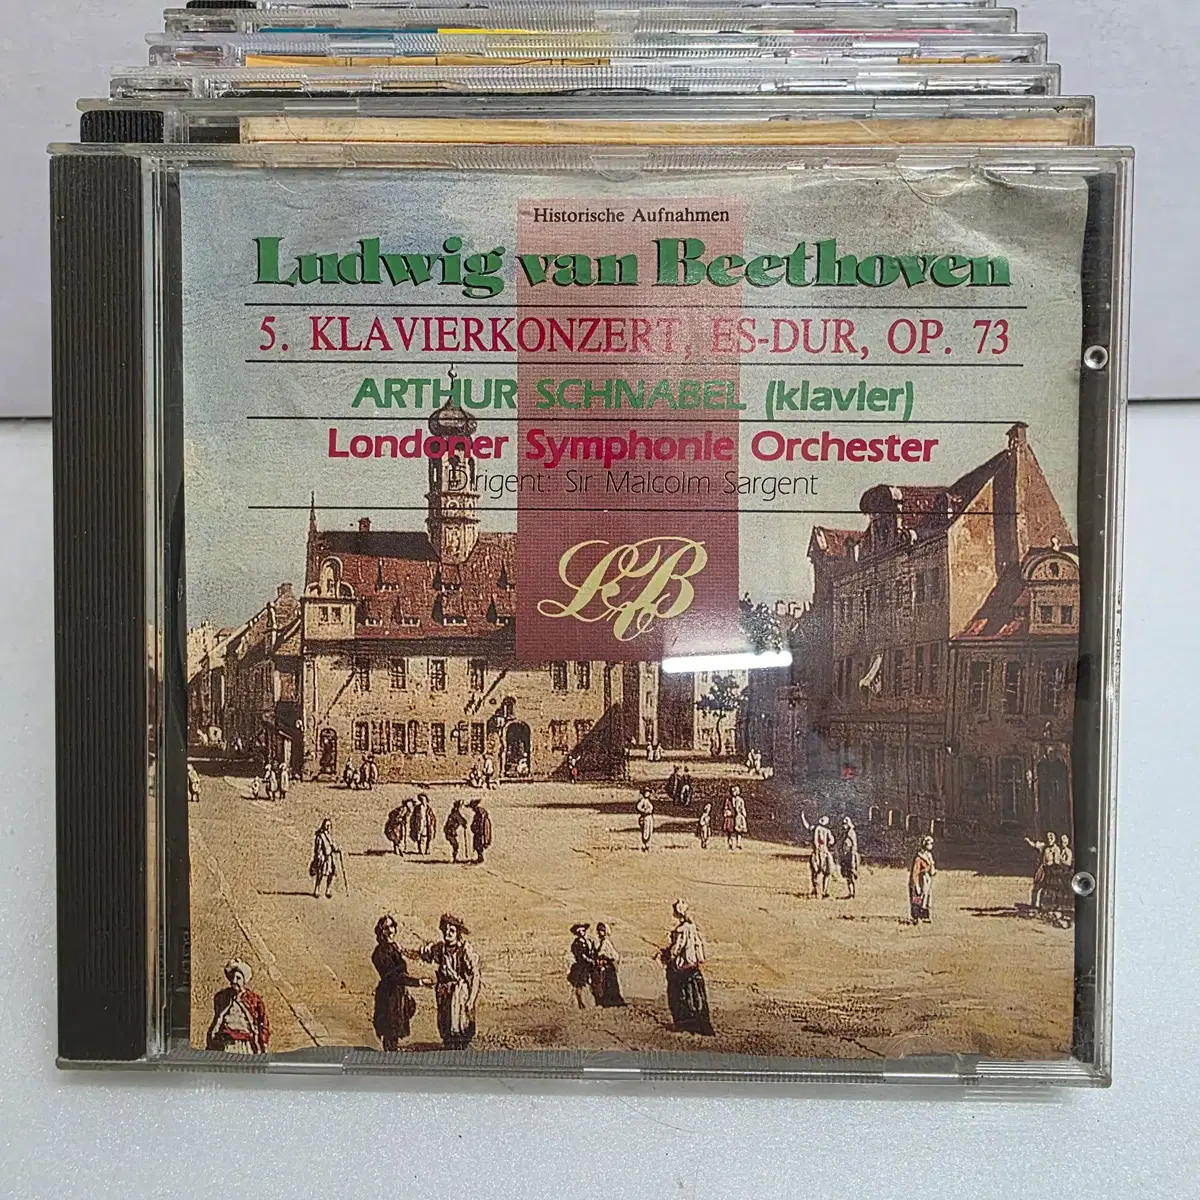 Historische Aufnahmen
Ludwig van Beethoven
5. KLAVIERKONZERT, ES-DUR, OP. 73
ARTHUR SCHNABEL (klavier)
Londoner Symphonie Orchester
Dirigent: Sir Malcolm Sargent
LvB